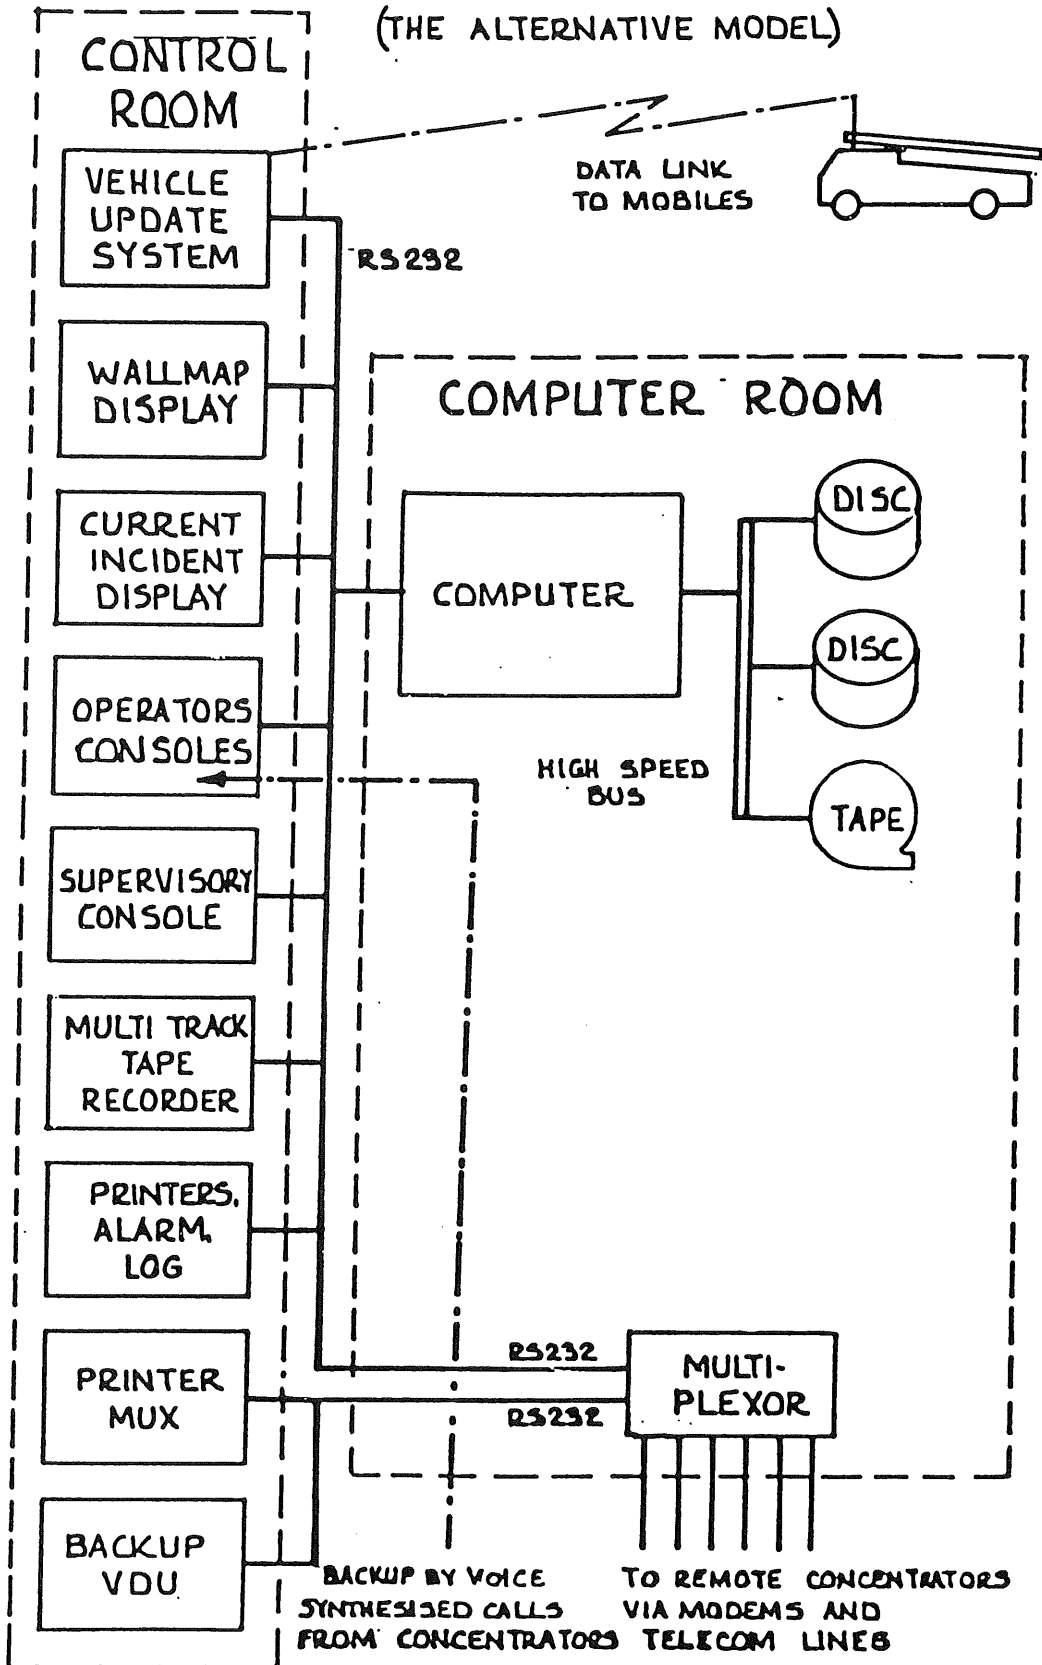 (THE ALTERNATIVE MODEL)
CONTROL
ROOM
VEHICLE
UPDATE
SYSTEM
DATA LINK
TO MOBILES
RS232
WALLMAP
DISPLAY
COMPUTER ROOM
CURRENT
INCIDENT
DISPLAY
COMPUTER
DISC
DISC
TAPE
HIGH SPEED
BUS
OPERATORS
CONSOLES
SUPERVISORY
CONSOLE
MULTI TRACK
TAPE
RECORDER
PRINTERS,
ALARM,
LOG
PRINTER
MUX
RS232
RS232
MULTI-
PLEXOR
BACKUP
VDU
BACKUP BY VOICE
SYNTHESISED CALLS
FROM CONCENTRATORS
TO REMOTE CONCENTRATORS
VIA MODEMS AND
TELECOM LINES